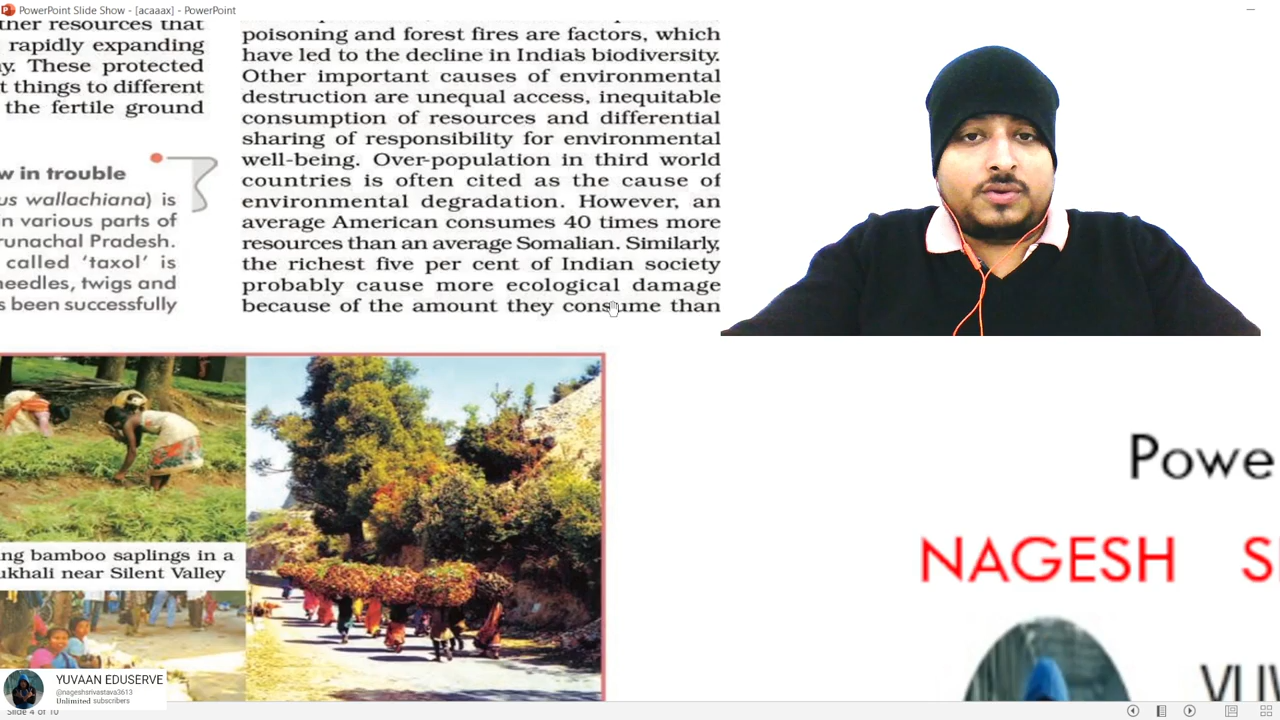 PowerPoint Slide Show - [acaaax] - PowerPoint
ther resources that
rapidly expanding
y. These protected
t things to different
the fertile ground
w in trouble
us wallachiana) is
in various parts of
runachal Pradesh.
called ‘taxol’ is
needles, twigs and
s been successfully
poisoning and forest fires are factors, which
have led to the decline in India's biodiversity.
Other important causes of environmental
destruction are unequal access, inequitable
consumption of resources and differential
sharing of responsibility for environmental
well-being. Over-population in third world
countries is often cited as the cause of
environmental degradation. However, an
average American consumes 40 times more
resources than an average Somalian. Similarly,
the richest five per cent of Indian society
probably cause more ecological damage
because of the amount they consume than
ng bamboo saplings in a
ukhali near Silent Valley
Powe
NAGESH S
YUVAAN EDUSERVE
@nageshsrivastava3613
Unlimited subscribers
Slide 4 of 10